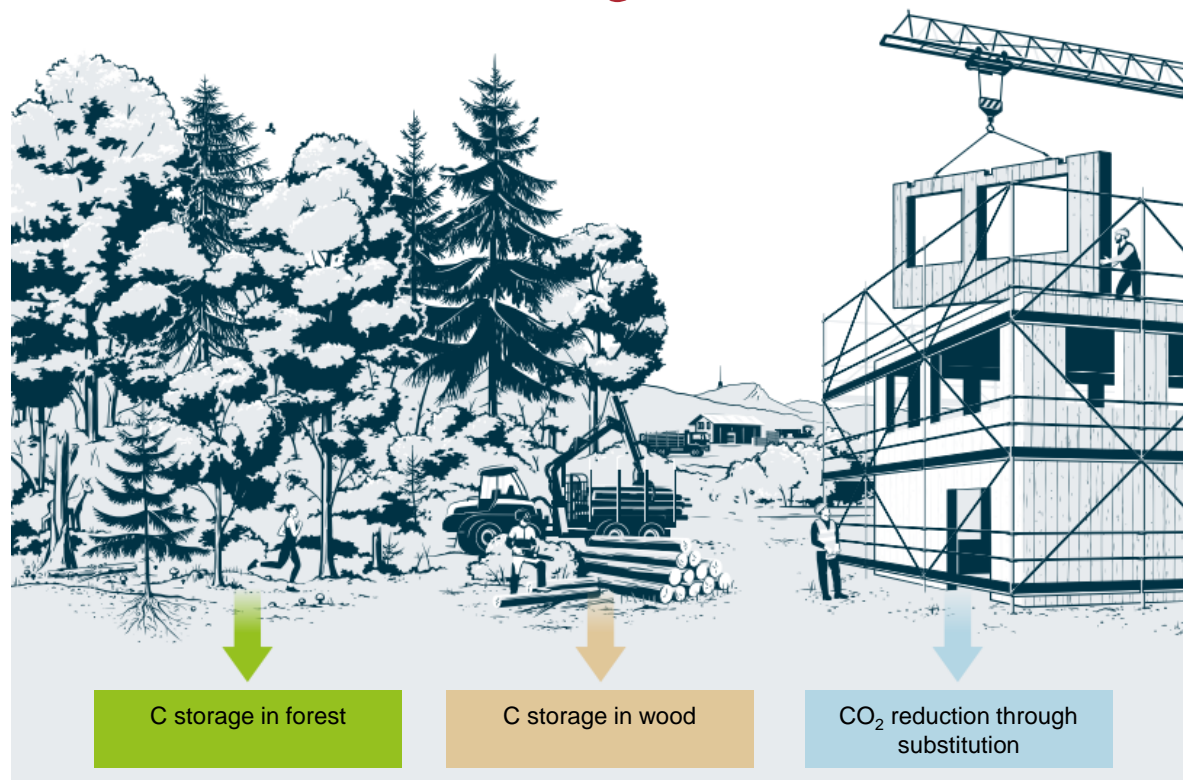 C storage in forest
C storage in wood
CO₂ reduction through
substitution